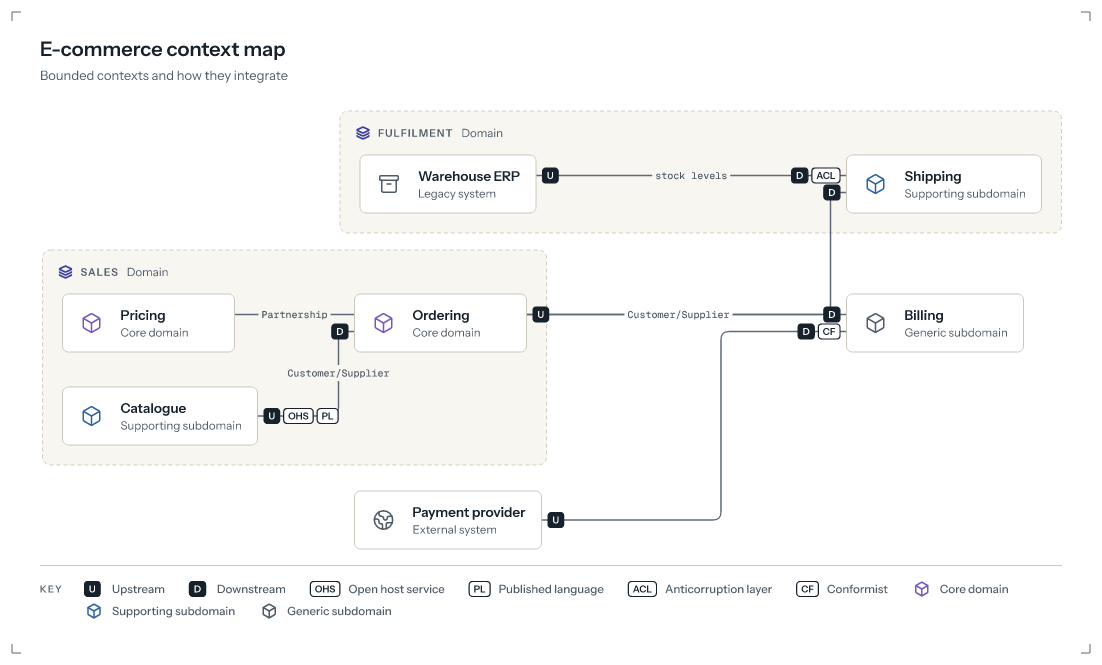 E-commerce context map
Bounded contexts and how they integrate
FULFILMENT Domain
Warehouse ERP
Legacy system
U
stock levels
D ACL
D
Shipping
Supporting subdomain
SALES Domain
Pricing
Core domain
Partnership
D
Ordering
Core domain
U
Customer/Supplier
D
D CF
Billing
Generic subdomain
Customer/Supplier
Catalogue
Supporting subdomain
U OHS PL
Payment provider
External system
U
KEY U Upstream D Downstream OHS Open host service PL Published language ACL Anticorruption layer CF Conformist Core domain
Supporting subdomain Generic subdomain